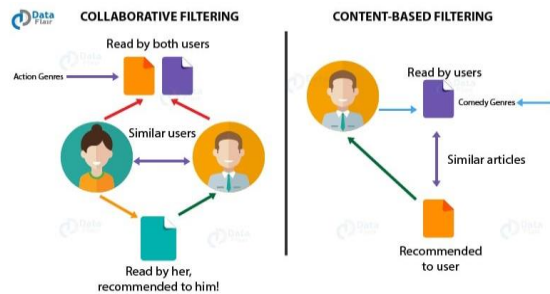 Data
Flair
COLLABORATIVE FILTERING
Read by both users
Action Genres
Similar users
Read by her,
recommended to him!
CONTENT-BASED FILTERING
Read by users
Comedy Genres
Similar articles
Recommended
to user